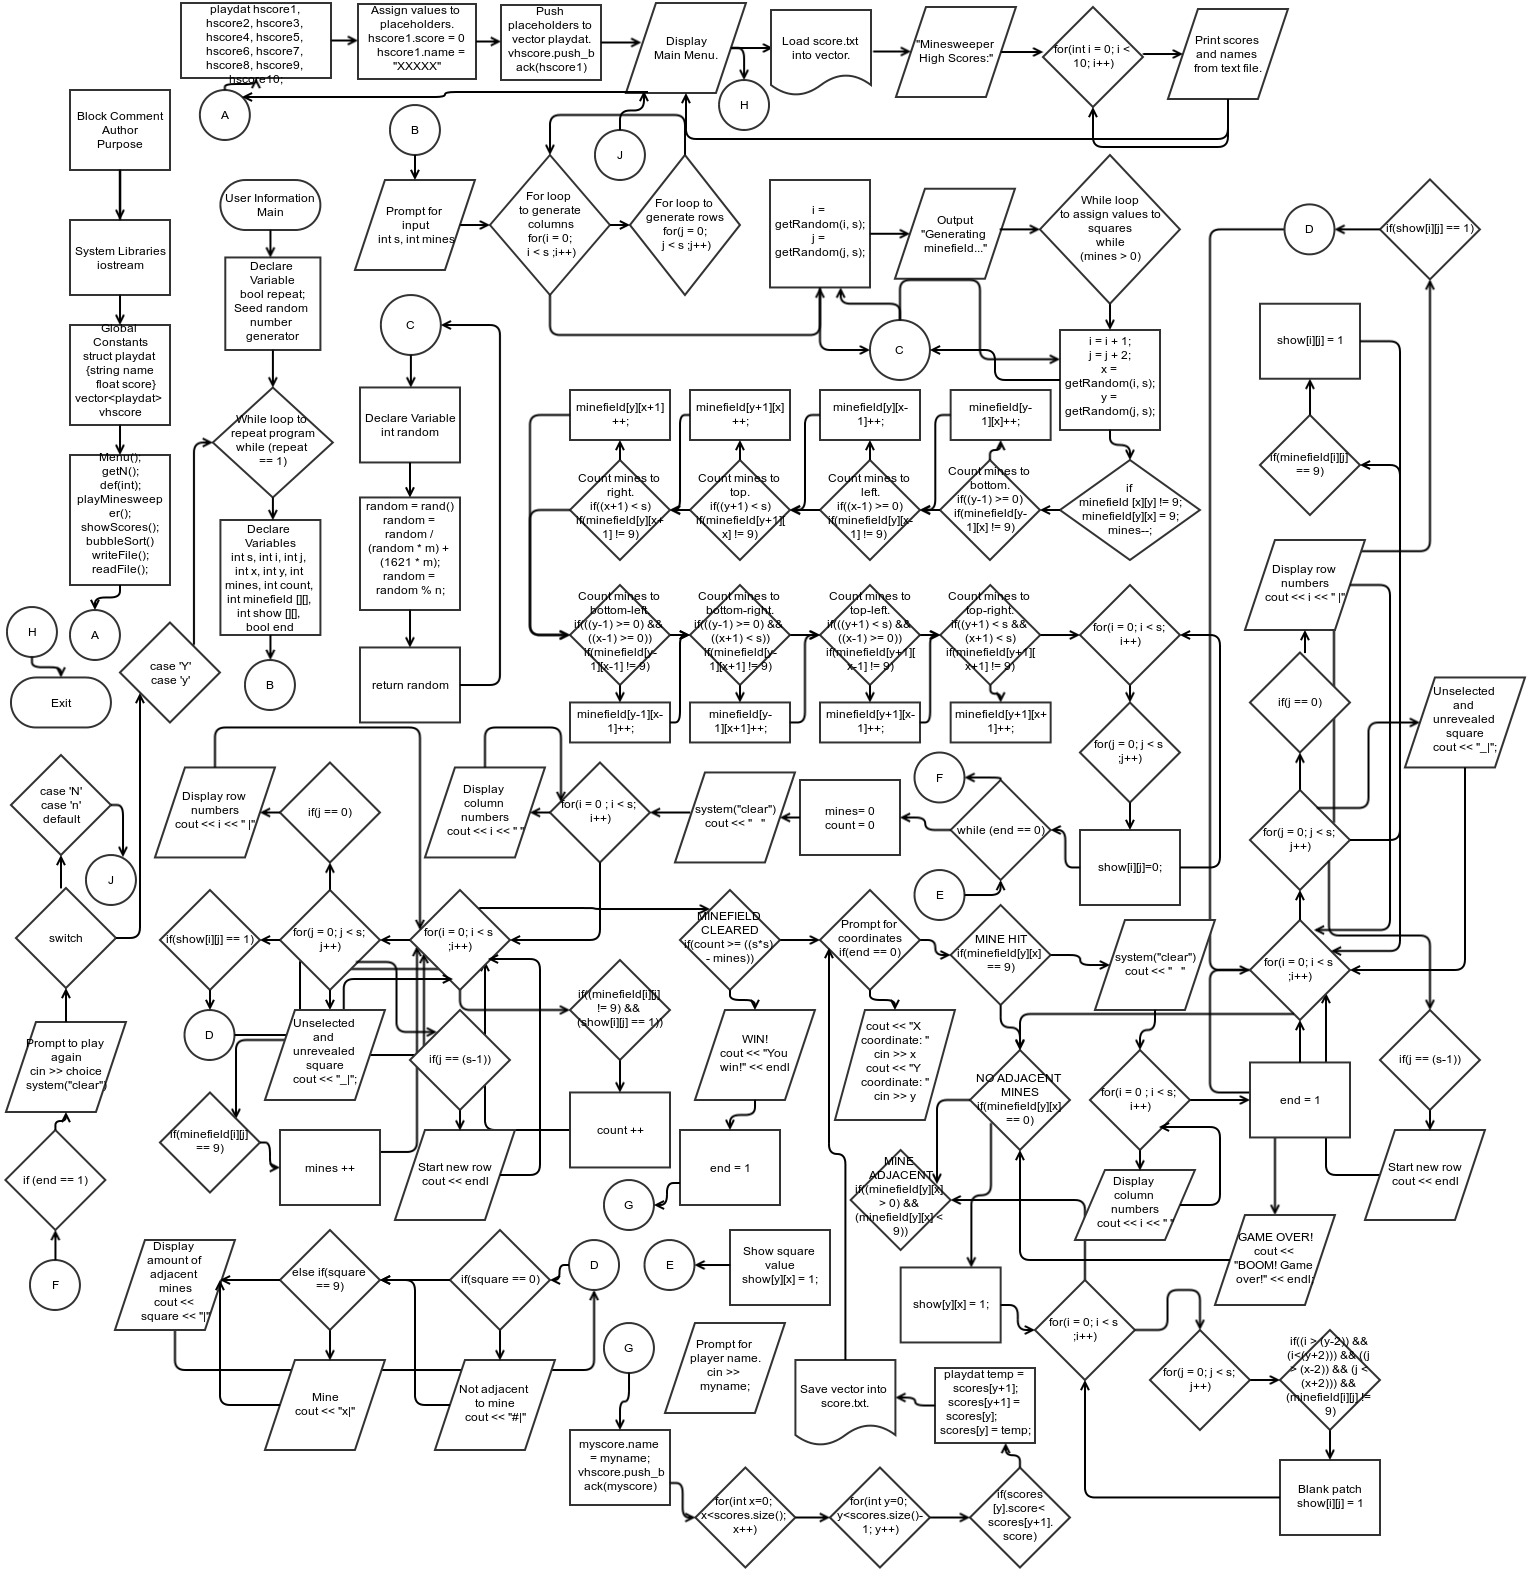 playdat hscore1,
hscore2, hscore3,
hscore4, hscore5,
hscore6, hscore7,
hscore8, hscore9,
hscore10;
Assign values to
placeholders.
hscore1.score = 0
hscore1.name =
"XXXXX"
Push
placeholders to
vector playdat.
vhscore.push_b
ack(hscore1)
Display
Main Menu.
Load score.txt
into vector.
"Minesweeper
High Scores:"
for(int i = 0; i <
10; i++)
Print scores
and names
from text file.
A
H
Block Comment
Author
Purpose
B
J
User Information
Main
Prompt for
input
int s, int mines
For loop
to generate
columns
for(i = 0;
i < s ;i++)
For loop to
generate rows
for(j = 0;
j < s ;j++)
i =
getRandom(i, s);
j =
getRandom(j, s);
Output
"Generating
minefield..."
While loop
to assign values to
squares
while
(mines > 0)
D
if(show[i][j] == 1)
System Libraries
iostream
Declare
Variable
bool repeat;
Seed random
number
generator
C
C
i = i + 1;
j = j + 2;
x =
getRandom(i, s);
y =
getRandom(j, s);
show[i][j] = 1
Global
Constants
struct playdat
{string name
float score}
vector<playdat>
vhscore
While loop to
repeat program
while (repeat
== 1)
Declare Variable
int random
minefield[y][x+1]
++;
minefield[y+1][x]
++;
minefield[y][x-
1]++;
minefield[y-
1][x]++;
if(minefield[i][j]
== 9)
Menu();
getN();
def(int);
playMinesweep
er();
showScores();
bubbleSort()
writeFile();
readFile();
random = rand()
random =
random /
(random * m) +
(1621 * m);
random =
random % n;
Count mines to
right.
if((x+1) < s)
if(minefield[y][x+
1] != 9)
Count mines to
top.
if((y+1) < s)
if(minefield[y+1][
x] != 9)
Count mines to
left.
if((x-1) >= 0)
if(minefield[y][x-
1] != 9)
Count mines to
bottom.
if((y-1) >= 0)
if(minefield[y-
1][x] != 9)
if
minefield [x][y] != 9;
minefield[y][x] = 9;
mines--;
Declare
Variables
int s, int i, int j,
int x, int y, int
mines, int count,
int minefield [][],
int show [][],
bool end
Display row
numbers
cout << i << " |"
H
A
case 'Y'
case 'y'
B
return random
Count mines to
bottom-left.
if(((y-1) >= 0) &&
((x-1) >= 0))
if(minefield[y-
1][x-1] != 9)
Count mines to
bottom-right.
if(((y-1) >= 0) &&
((x+1) < s))
if(minefield[y-
1][x+1] != 9)
Count mines to
top-left.
if(((y+1) < s) &&
((x-1) >= 0))
if(minefield[y+1][
x-1] != 9)
Count mines to
top-right.
if((y+1) < s &&
(x+1) < s)
if(minefield[y+1][
x+1] != 9)
for(i = 0; i < s;
i++)
Exit
minefield[y-1][x-
1]++;
minefield[y-
1][x+1]++;
minefield[y+1][x-
1]++;
minefield[y+1][x+
1]++;
if(j == 0)
Unselected
and
unrevealed
square
cout << "_|";
for(j = 0; j < s
;j++)
case 'N'
case 'n'
default
Display row
numbers
cout << i << " |"
if(j == 0)
Display
column
numbers
cout << i << " "
for(i = 0 ; i < s;
i++)
system("clear")
cout << "   "
mines= 0
count = 0
F
while (end == 0)
E
show[i][j]=0;
for(j = 0; j < s;
j++)
J
switch
if(show[i][j] == 1)
for(j = 0; j < s;
j++)
for(i = 0; i < s
;i++)
MINEFIELD
CLEARED
if(count >= ((s*s)
- mines))
Prompt for
coordinates
if(end == 0)
MINE HIT
if(minefield[y][x]
== 9)
system("clear")
cout << "   "
for(i = 0; i < s
;i++)
Prompt to play
again
cin >> choice
system("clear")
D
Unselected
and
unrevealed
square
cout << "_|";
if(j == (s-1))
if((minefield[i][j]
!= 9) &&
(show[i][j] == 1))
WIN!
cout << "You
win!" << endl
cout << "X
coordinate: "
cin >> x
cout << "Y
coordinate: "
cin >> y
NO ADJACENT
MINES
if(minefield[y][x]
== 0)
for(i = 0 ; i < s;
i++)
end = 1
if(j == (s-1))
if (end == 1)
if(minefield[i][j]
== 9)
mines ++
Start new row
cout << endl
count ++
end = 1
G
MINE
ADJACENT
if((minefield[y][x]
> 0) &&
(minefield[y][x] <
9))
Display
column
numbers
cout << i << " "
Start new row
cout << endl
F
Display
amount of
adjacent
mines
cout <<
square << "|"
else if(square
== 9)
if(square == 0)
D
E
Show square
value
show[y][x] = 1;
GAME OVER!
cout <<
"BOOM! Game
over!" << endl;
show[y][x] = 1;
for(i = 0; i < s
;i++)
G
Prompt for
player name.
cin >>
myname;
Mine
cout << "x|"
Not adjacent
to mine
cout << "#|"
Save vector into
score.txt.
playdat temp =
scores[y+1];
scores[y+1] =
scores[y];
scores[y] = temp;
for(j = 0; j < s;
j++)
if((i > (y-2)) &&
(i<(y+2))) && ((j
> (x-2)) && (j <
(x+2))) &&
(minefield[i][j] !=
9)
myscore.name
= myname;
vhscore.push_b
ack(myscore)
for(int x=0;
x<scores.size();
x++)
for(int y=0;
y<scores.size()-
1; y++)
if(scores
[y].score<
scores[y+1].
score)
Blank patch
show[i][j] = 1